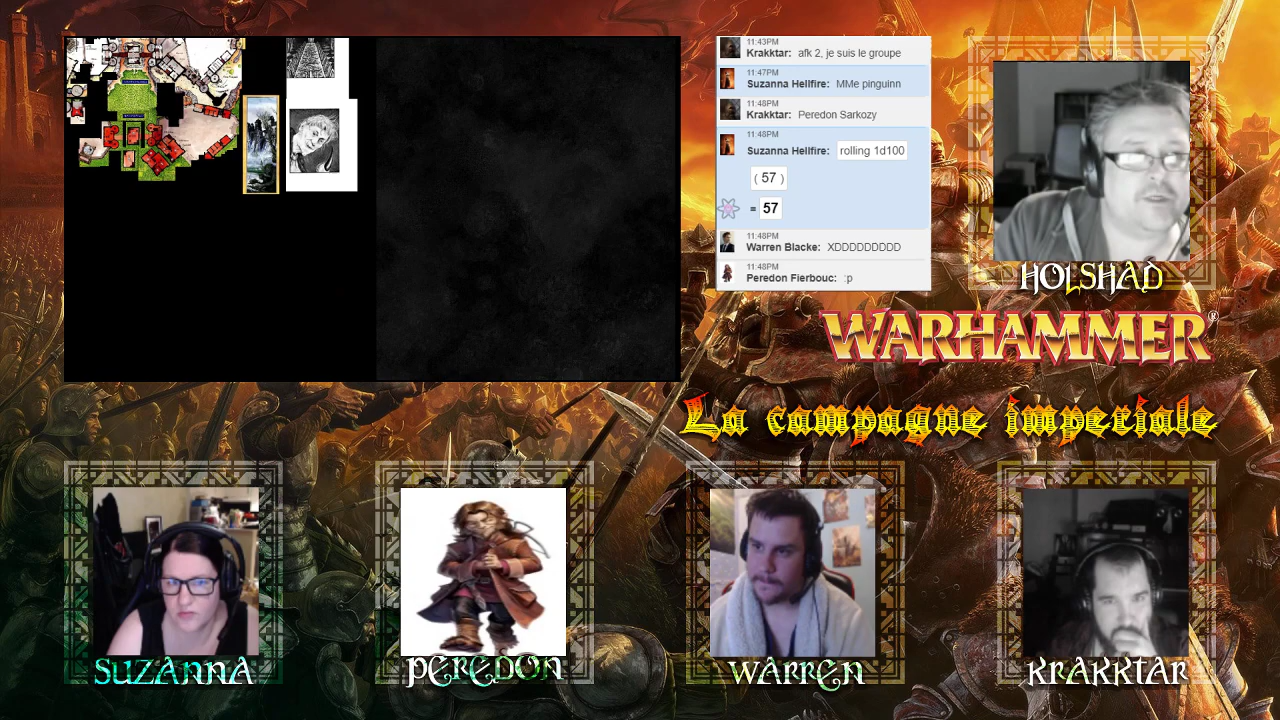 11:43PM
Krakktar: afk 2, je suis le groupe
11:47PM
Suzanna Hellfire: MMe pinguinn
11:48PM
Krakktar: Peredon Sarkozy
11:48PM
Suzanna Hellfire: rolling 1d100
( 57 )
= 57
11:48PM
Warren Blacke: XDDDDDDDDD
11:48PM
Peredon Fierbouc: :p
HOLSHAD
WARHAMMER®
La campagne imperiale
SUZANNA
PEREDON
WARREN
KRAKKTAR